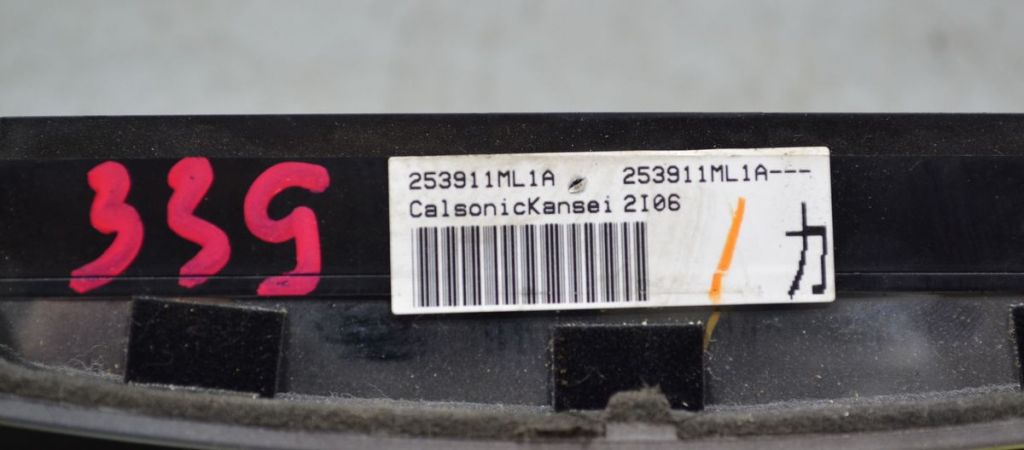 339
253911ML1A 253911ML1A---
CalsonicKansei 2I06
カ